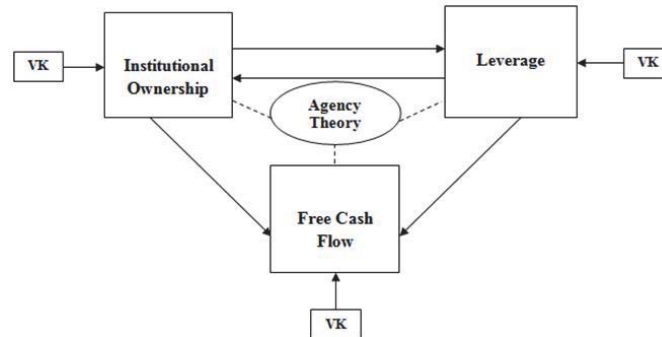 VK
Institutional
Ownership
Leverage
VK
Agency
Theory
Free Cash
Flow
VK